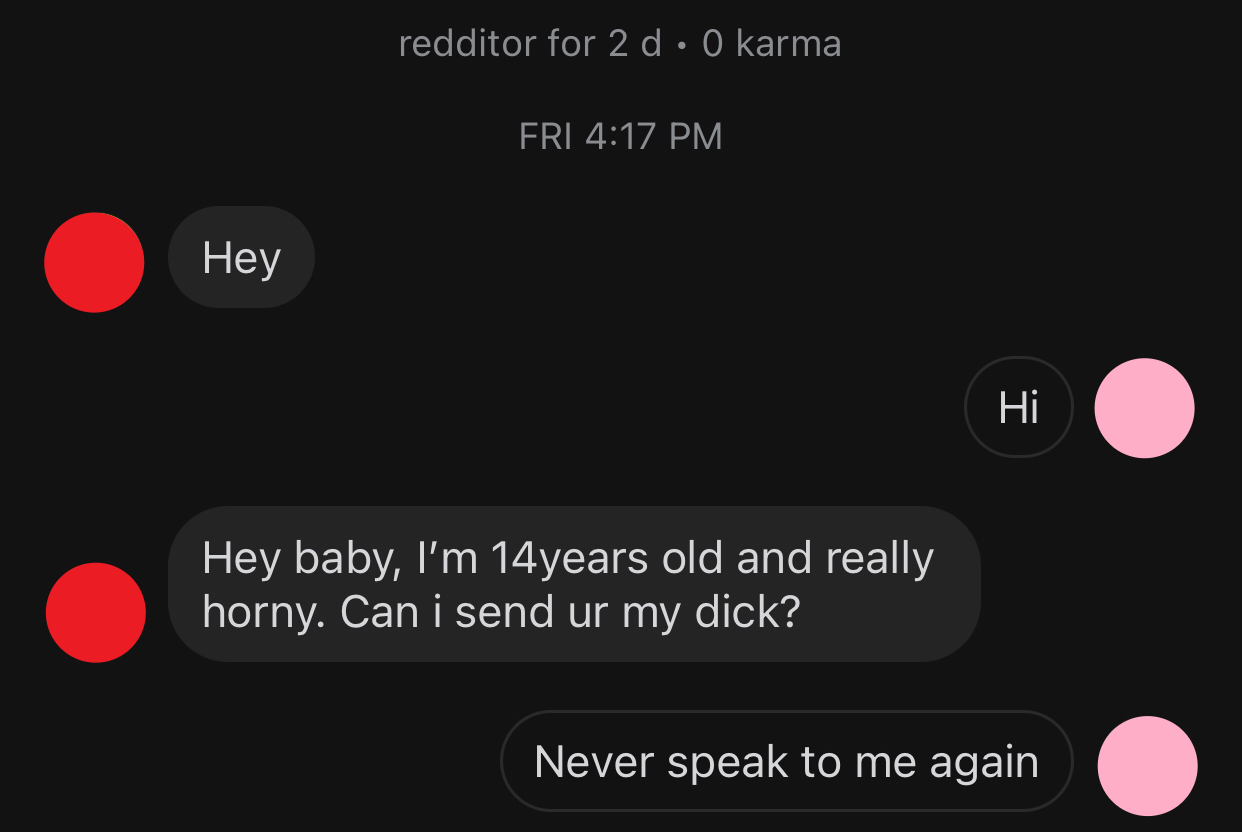 redditor for 2 d • 0 karma
FRI 4:17 PM
Hey
Hi
Hey baby, I’m 14years old and really
horny. Can i send ur my dick?
Never speak to me again